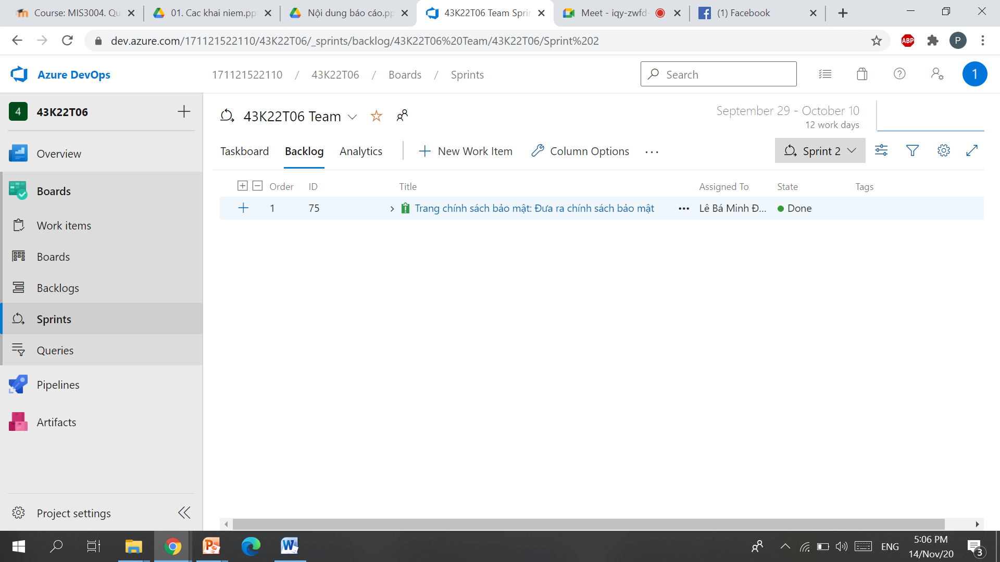 Course: MIS3004. Qu
01. Cac khai niem.pp
Nội dung báo cáo.pp
43K22T06 Team Sprin
Meet - iqy-zwfd-
(1) Facebook
dev.azure.com/171121522110/43K22T06/_sprints/backlog/43K22T06%20Team/43K22T06/Sprint%202
ABP
P
Azure DevOps
171121522110 / 43K22T06 / Boards / Sprints
Search
1
4
43K22T06
43K22T06 Team
September 29 - October 10
12 work days
Overview
Taskboard
Backlog
Analytics
New Work Item
Column Options
Sprint 2
Boards
Order ID Title Assigned To State Tags
1 75 Trang chính sách bảo mật: Đưa ra chính sách bảo mật Lê Bá Minh Đ... Done
Work items
Boards
Backlogs
Sprints
Queries
Pipelines
Artifacts
Project settings
ENG
5:06 PM
14/Nov/20
3